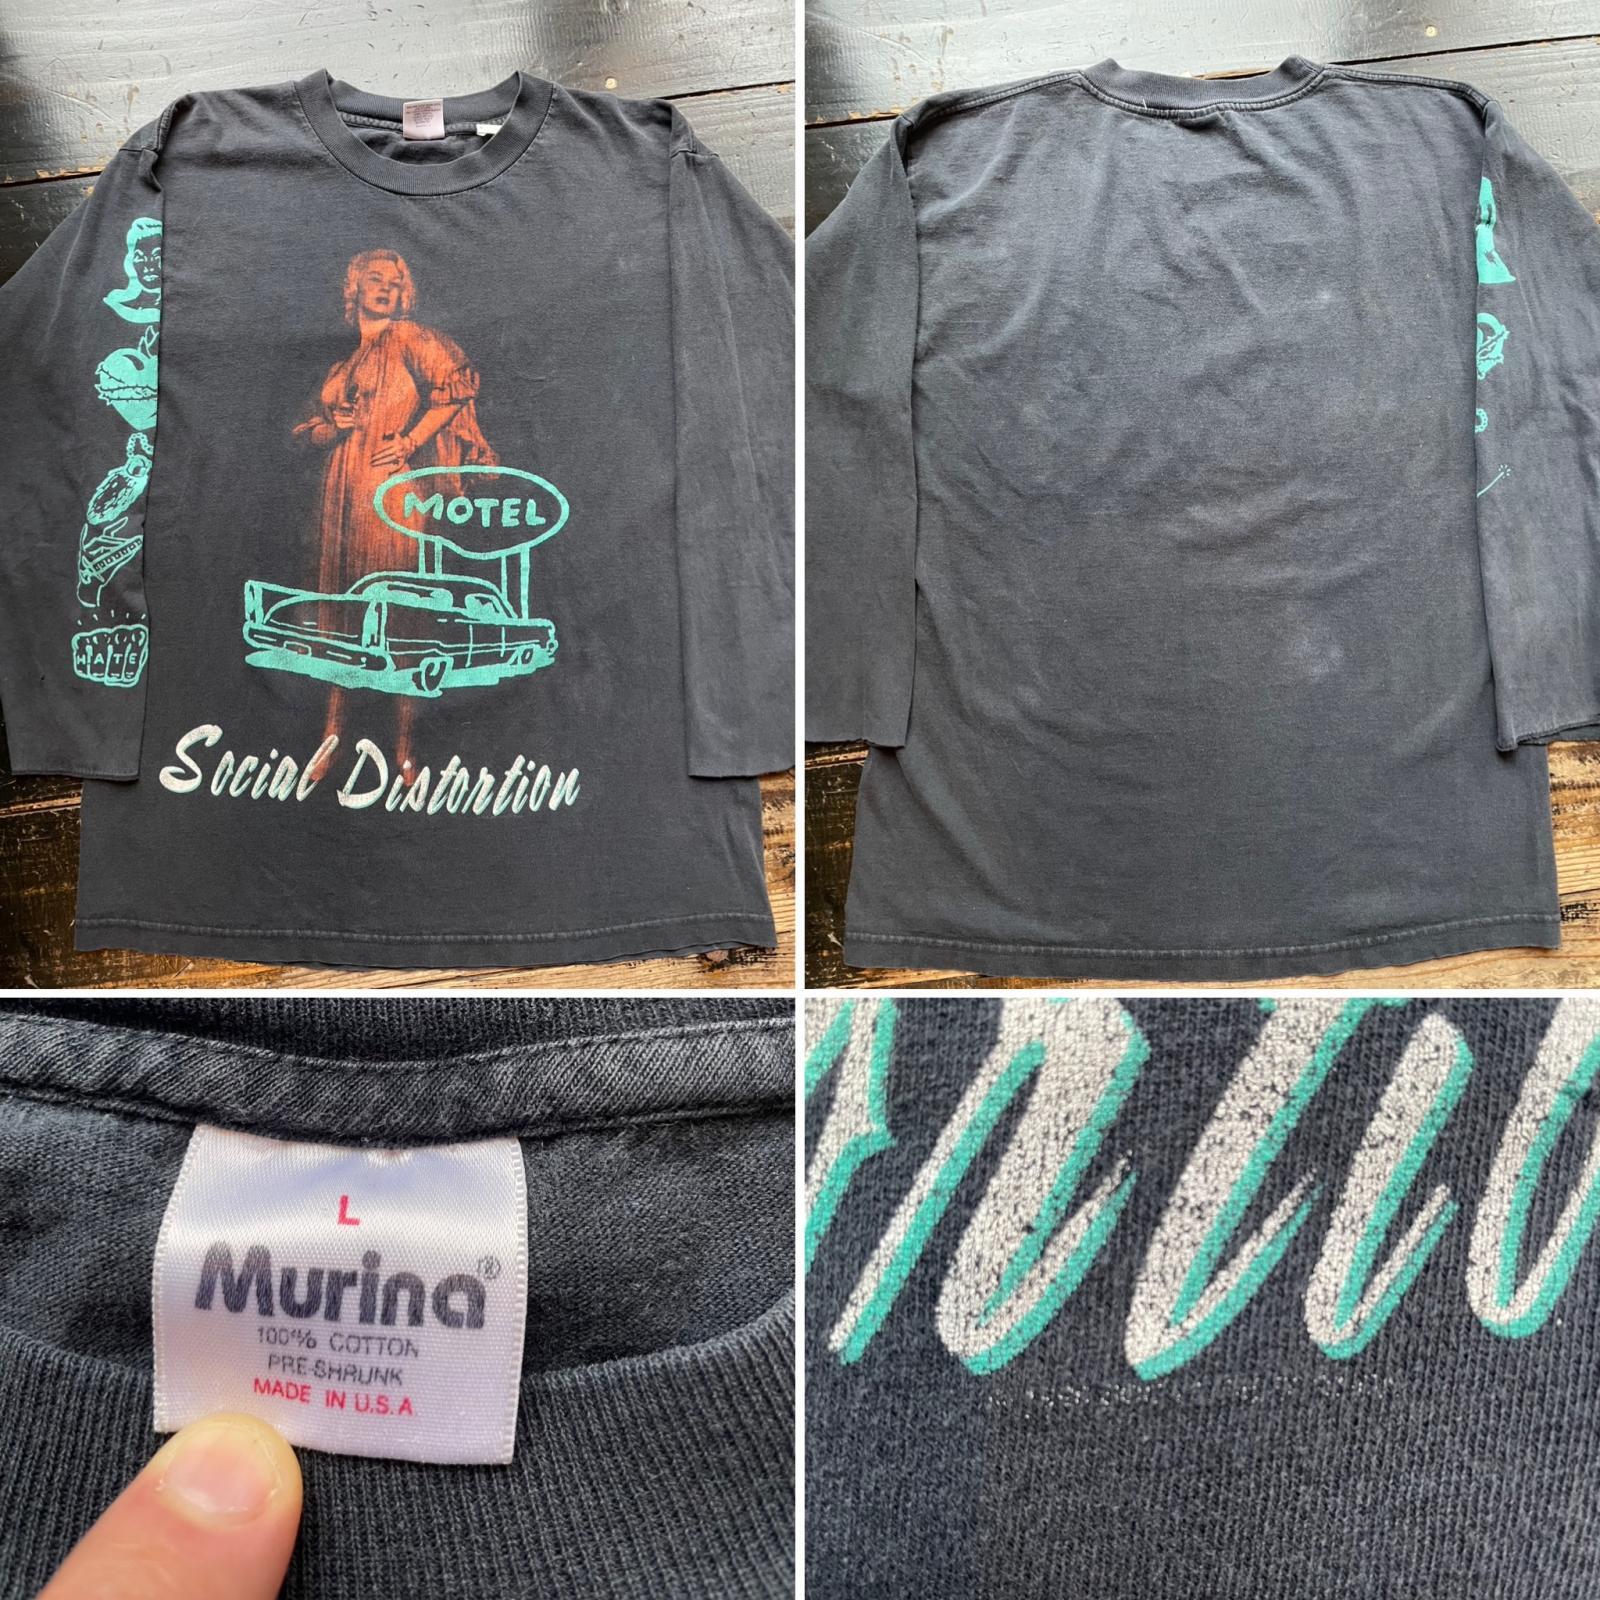 MOTEL
HATE
Social Distortion
L
Murina®
100% COTTON
PRE-SHRUNK
MADE IN U.S.A